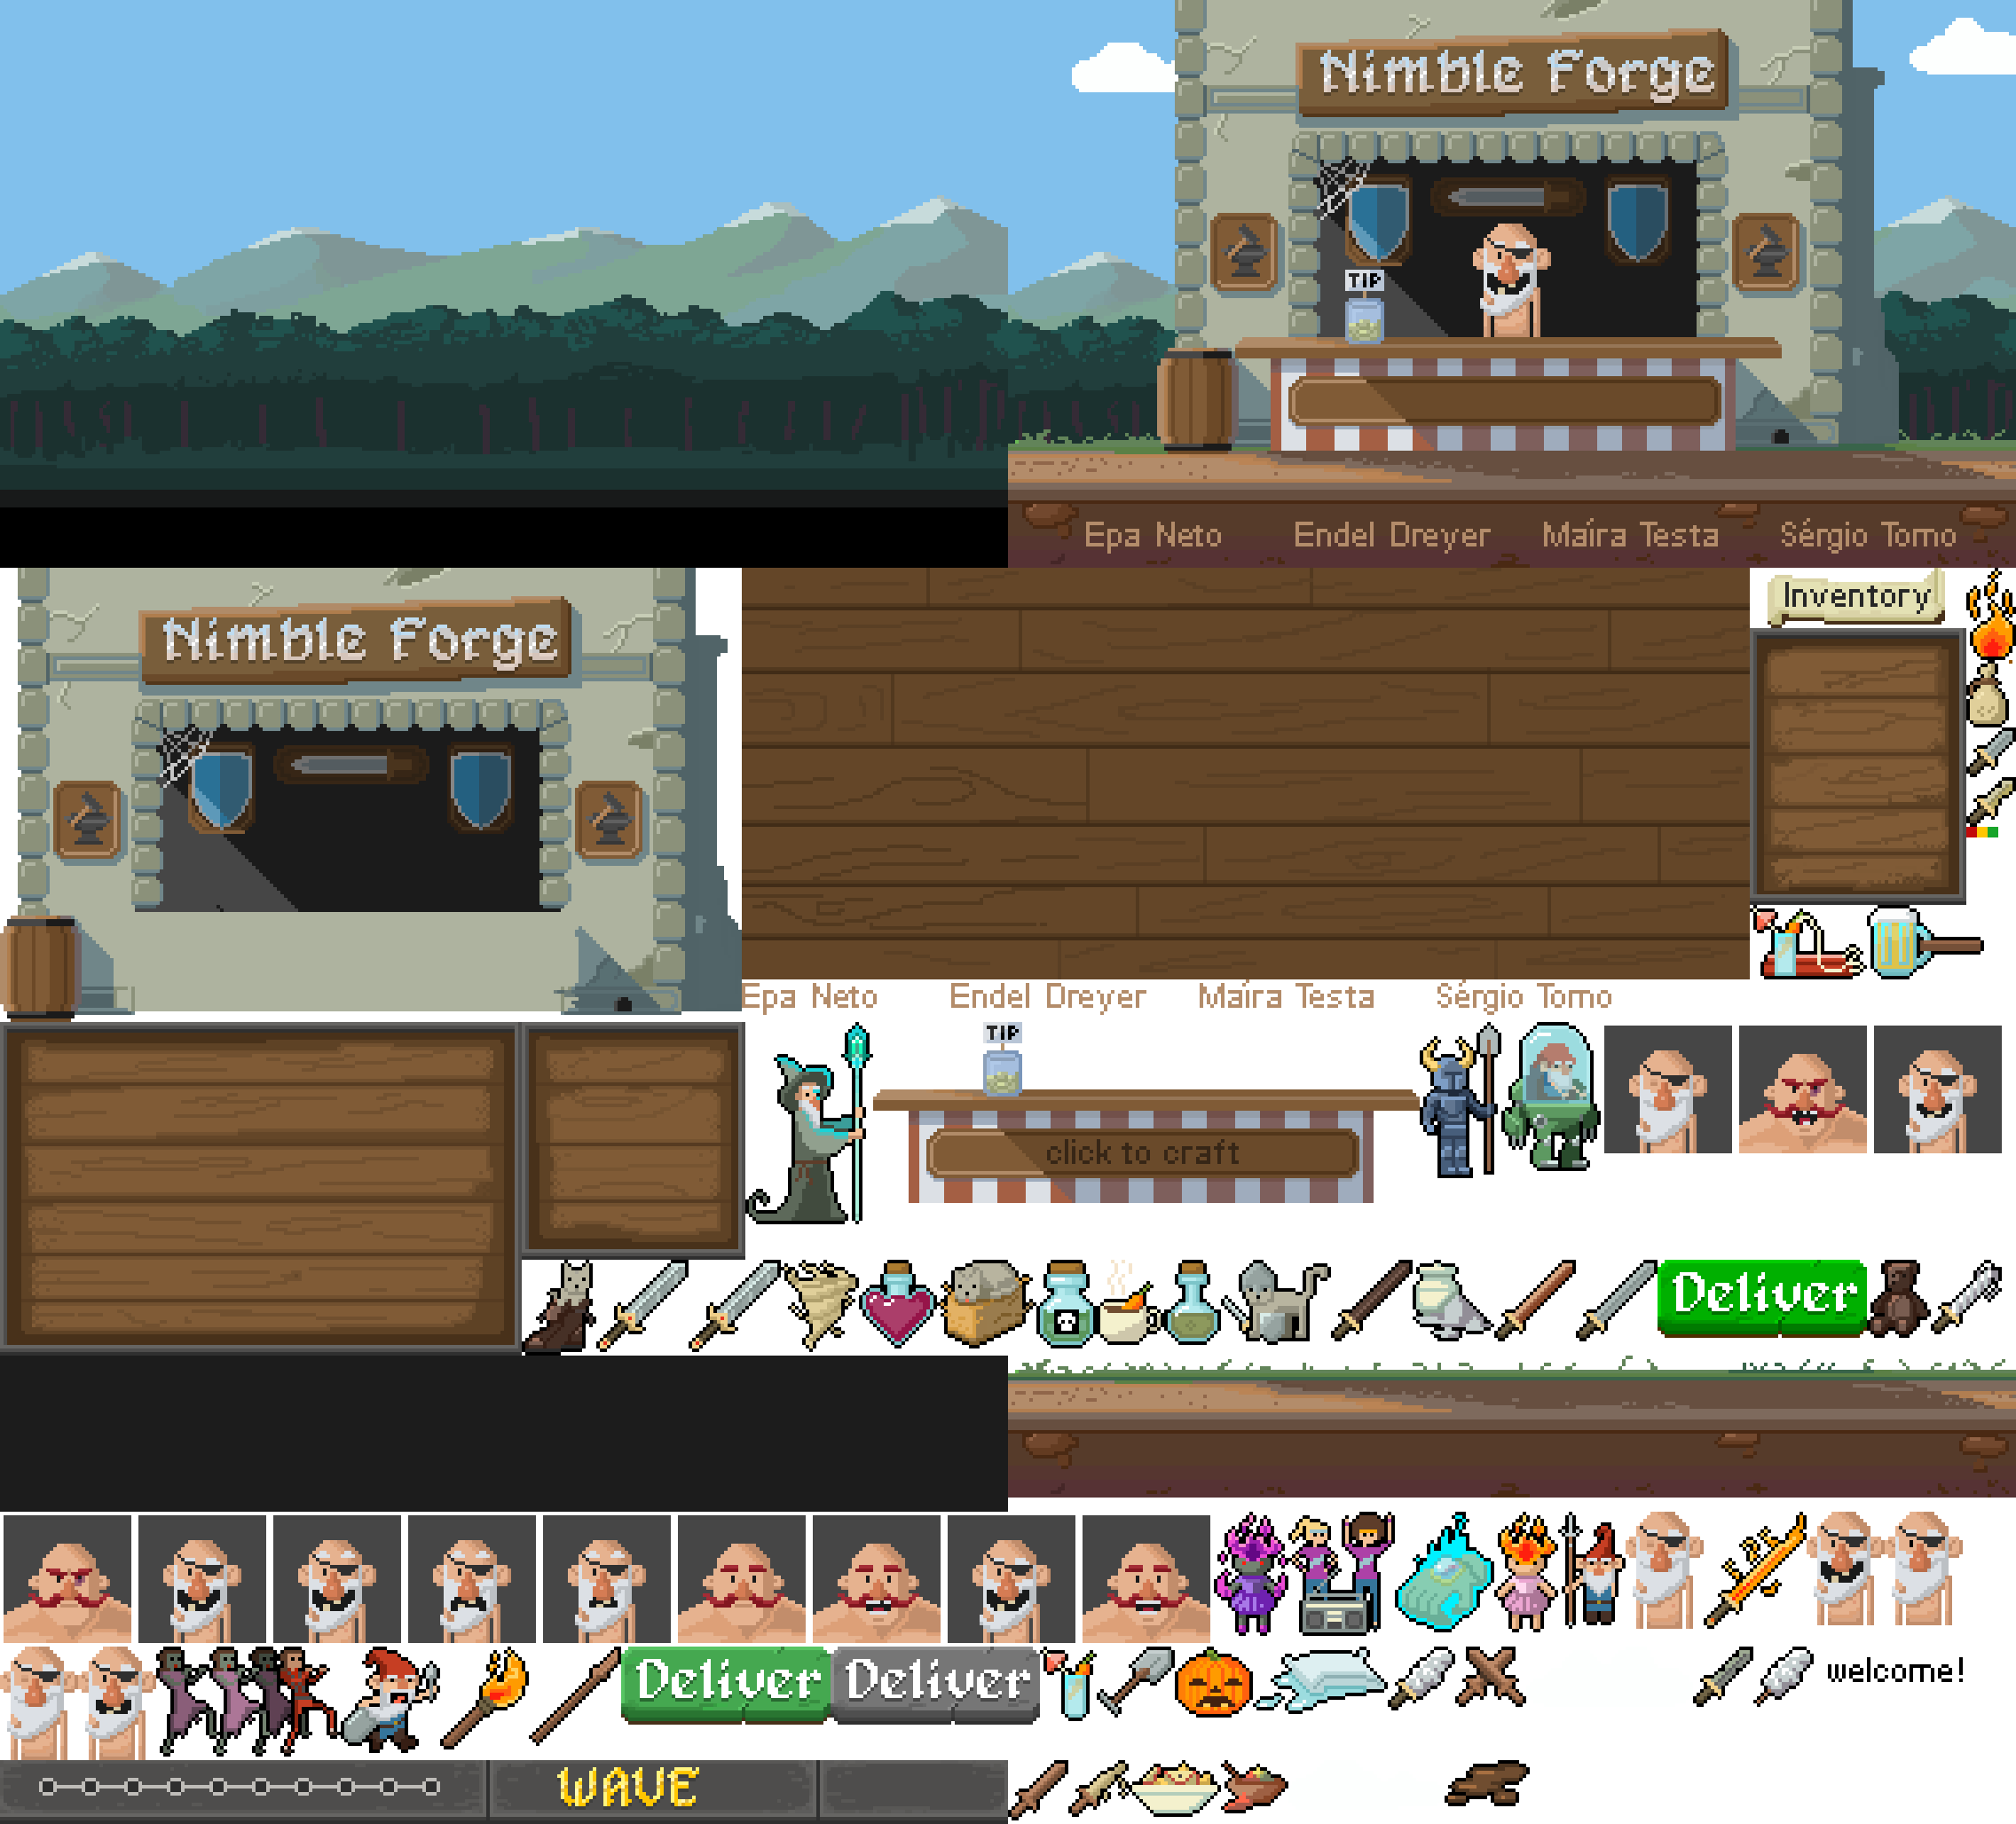 Nimble Forge
TIP
Epa Neto
Endel Dreyer
Maíra Testa
Sérgio Tomo
Nimble Forge
Inventory
Epa Neto
Endel Dreyer
Maíra Testa
Sérgio Tomo
TIP
click to craft
Deliver
Deliver
Deliver
welcome!
WAVE